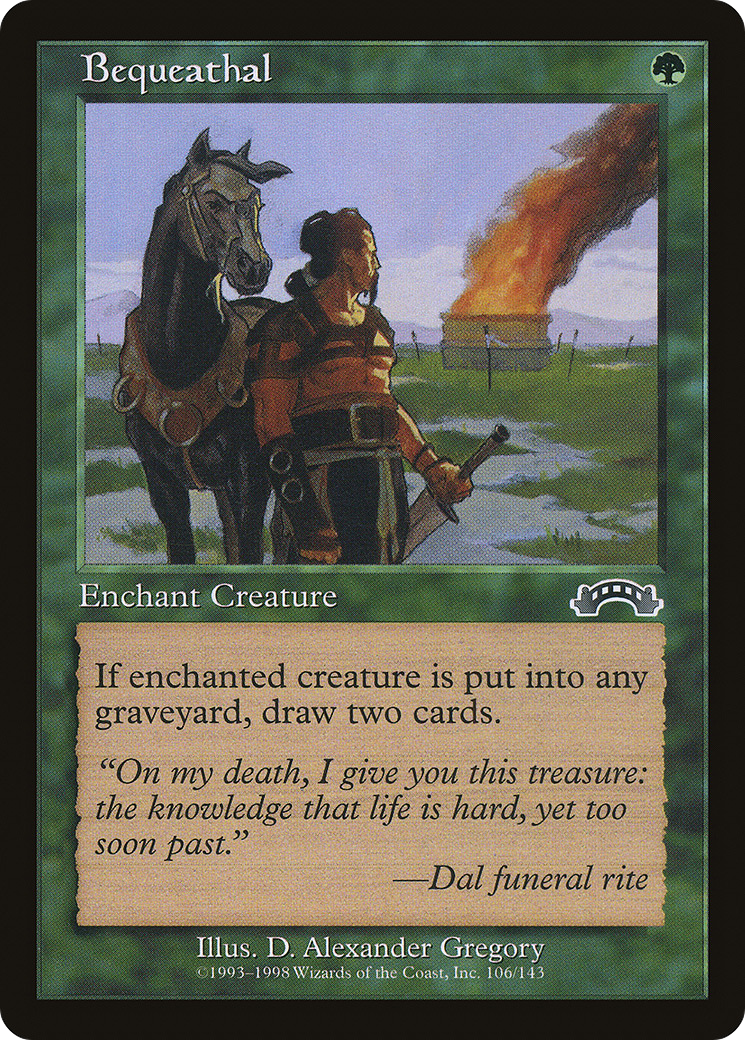 Bequeathal
Enchant Creature
If enchanted creature is put into any
graveyard, draw two cards.
“On my death, I give you this treasure:
the knowledge that life is hard, yet too
soon past.”
—Dal funeral rite
Illus. D. Alexander Gregory
©1993–1998 Wizards of the Coast, Inc. 106/143